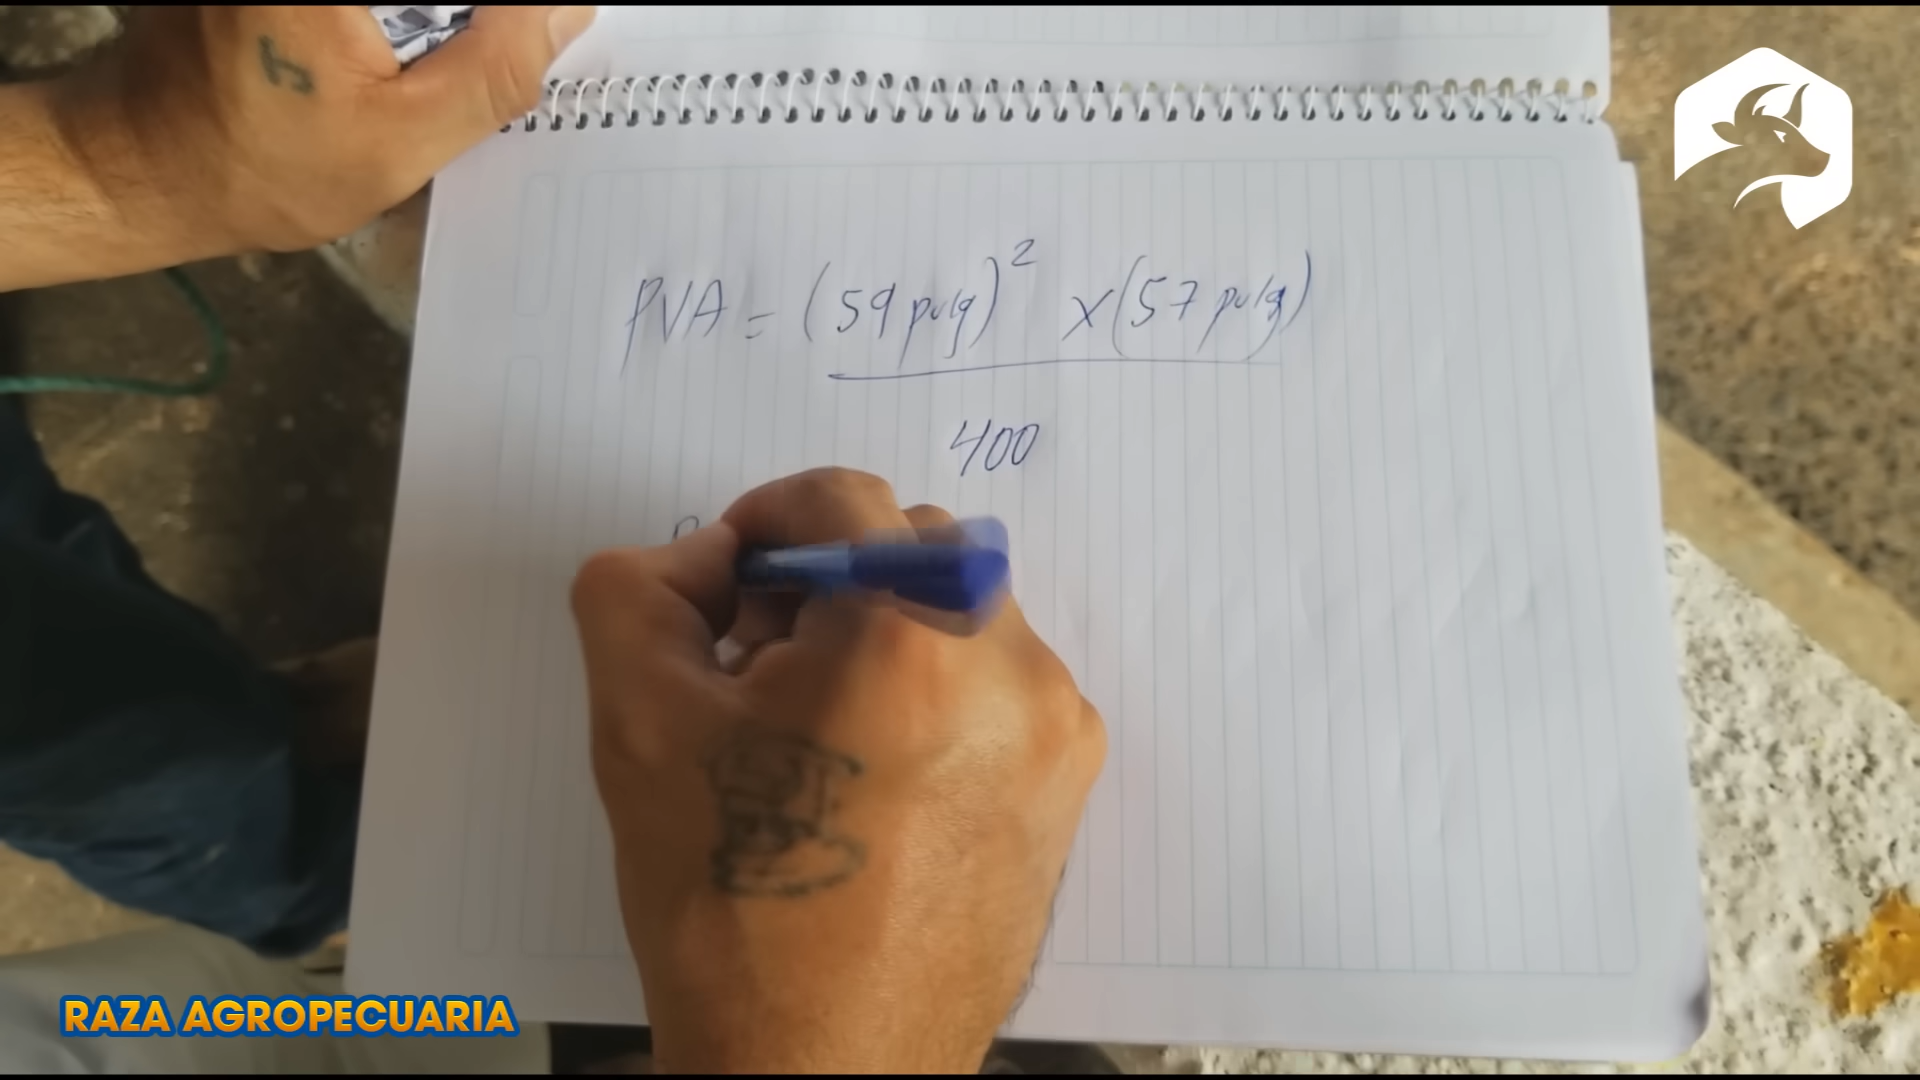 PVA = (59 pulg)² x (57 pulg)
400
P
RAZA AGROPECUARIA